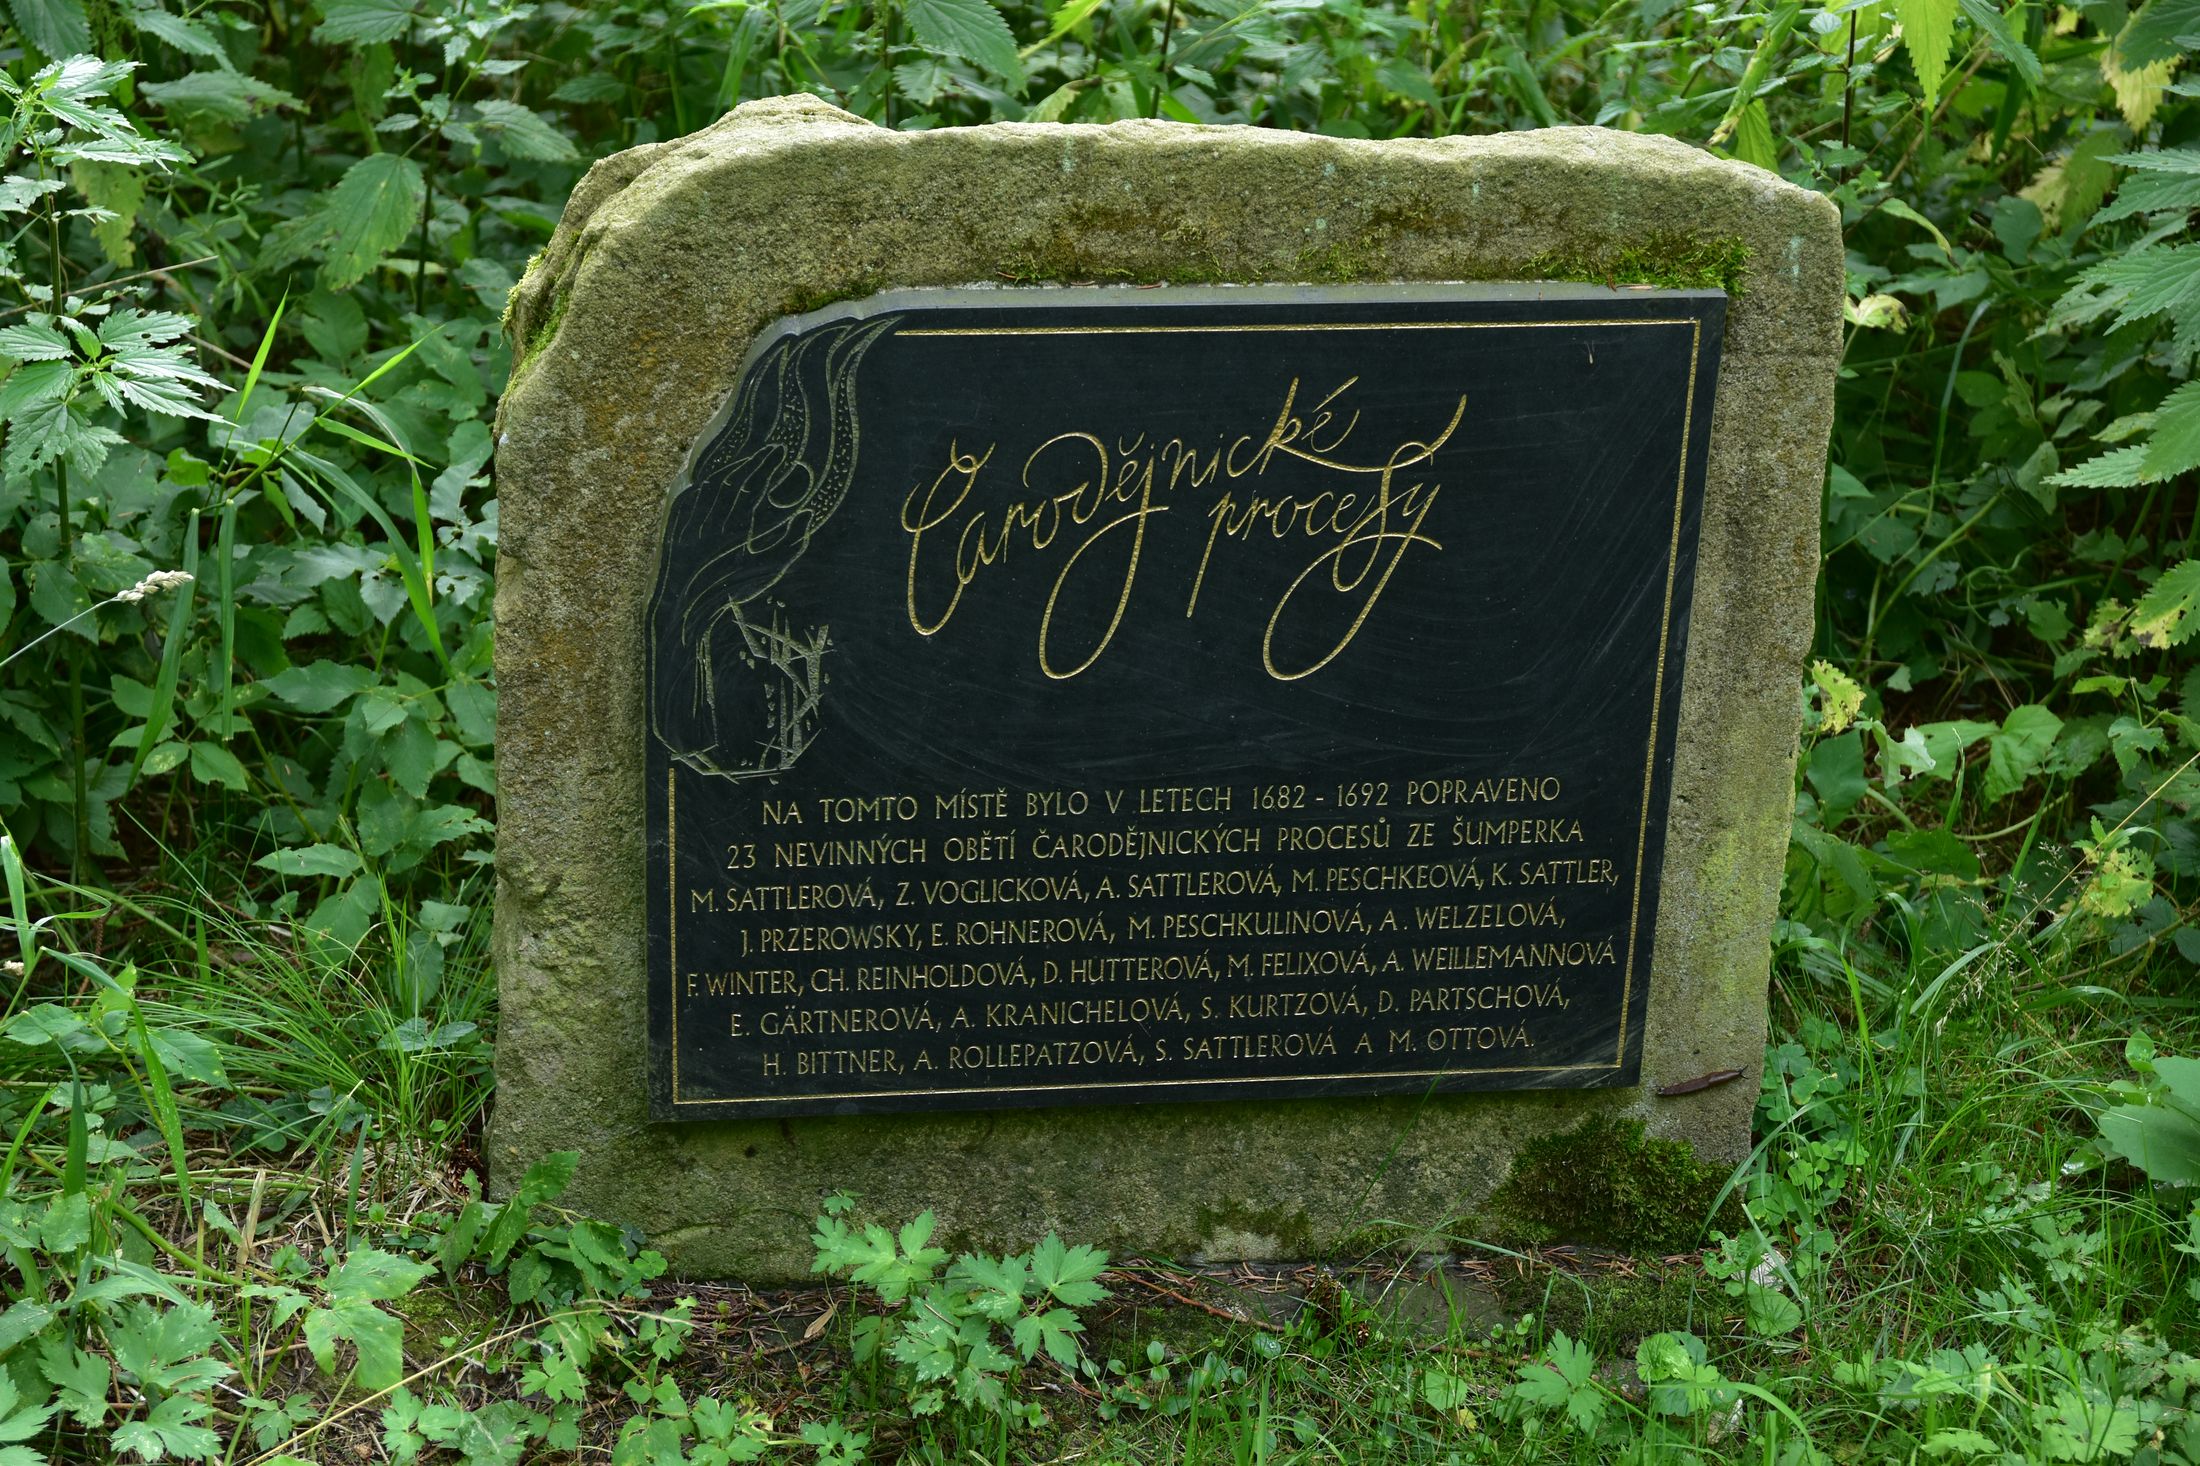 Čarodějnické
procesy
NA TOMTO MÍSTĚ BYLO V LETECH 1682 - 1692 POPRAVENO
23 NEVINNÝCH OBĚTÍ ČARODĚJNICKÝCH PROCESŮ ZE ŠUMPERKA
M. SATTLEROVÁ, Z. VOGLICKOVÁ, A. SATTLEROVÁ, M. PESCHKEOVÁ, K. SATTLER,
J. PRZEROWSKY, E. ROHNEROVÁ, M. PESCHKULINOVÁ, A. WELZELOVÁ,
F. WINTER, CH. REINHOLDOVÁ, D. HUTTEROVÁ, M. FELIXOVÁ, A. WEILLEMANNOVÁ
E. GÄRTNEROVÁ, A. KRANICHELOVÁ, S. KURTZOVÁ, D. PARTSCHOVÁ,
H. BITTNER, A. ROLLEPATZOVÁ, S. SATTLEROVÁ A M. OTTOVÁ.